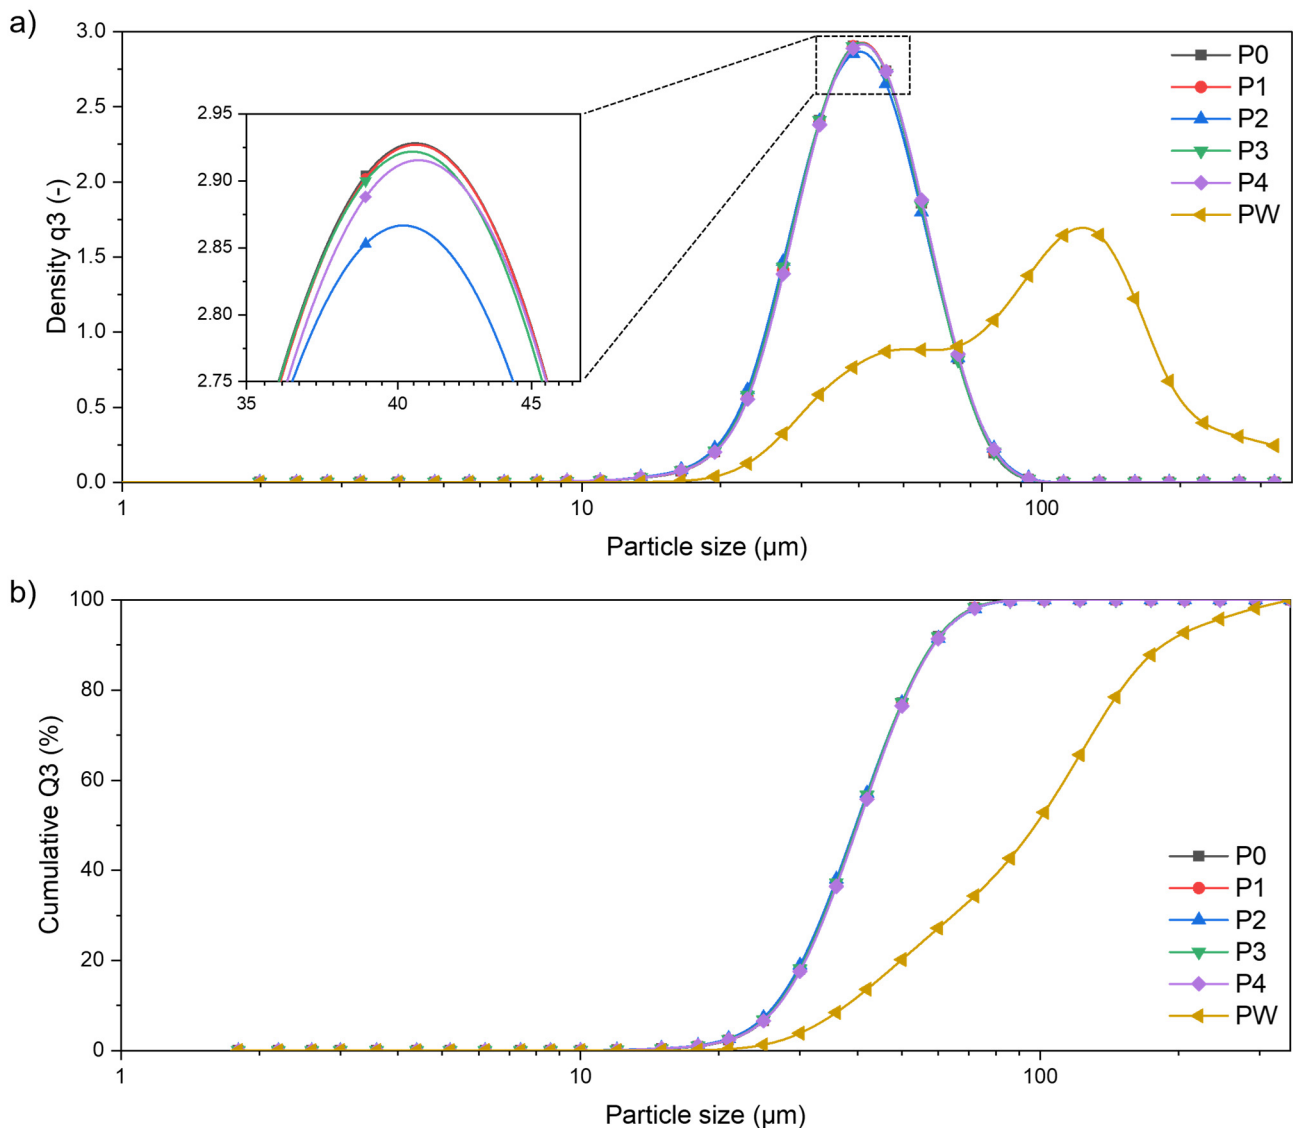 a)
3.0
2.5
2.0
1.5
1.0
0.5
0.0
Density q3 (-)
2.95
2.90
2.85
2.80
2.75
35
40
45
P0
P1
P2
P3
P4
PW
1
10
100
Particle size (µm)
b)
100
80
60
40
20
0
Cumulative Q3 (%)
P0
P1
P2
P3
P4
PW
1
10
100
Particle size (µm)